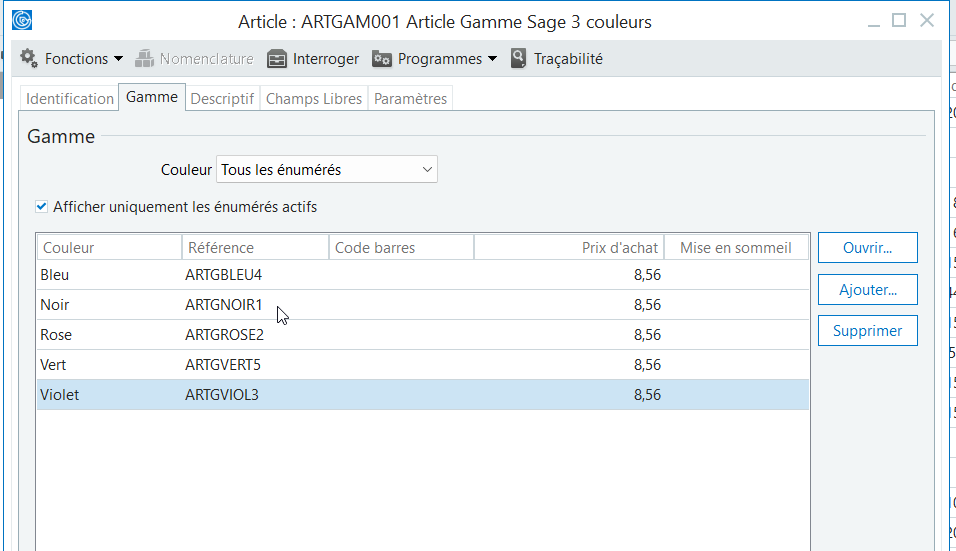 Article : ARTGAM001 Article Gamme Sage 3 couleurs
Fonctions Nomenclature Interroger Programmes Traçabilité
Identification Gamme Descriptif Champs Libres Paramètres
Gamme
Couleur Tous les énumérés
Afficher uniquement les énumérés actifs
Couleur Référence Code barres Prix d'achat Mise en sommeil Ouvrir...
Bleu ARTGBLEU4 8,56
Ajouter...
Noir ARTGNOIR1 8,56
Rose ARTGROSE2 8,56 Supprimer
Vert ARTGVERT5 8,56
Violet ARTGVIOL3 8,56